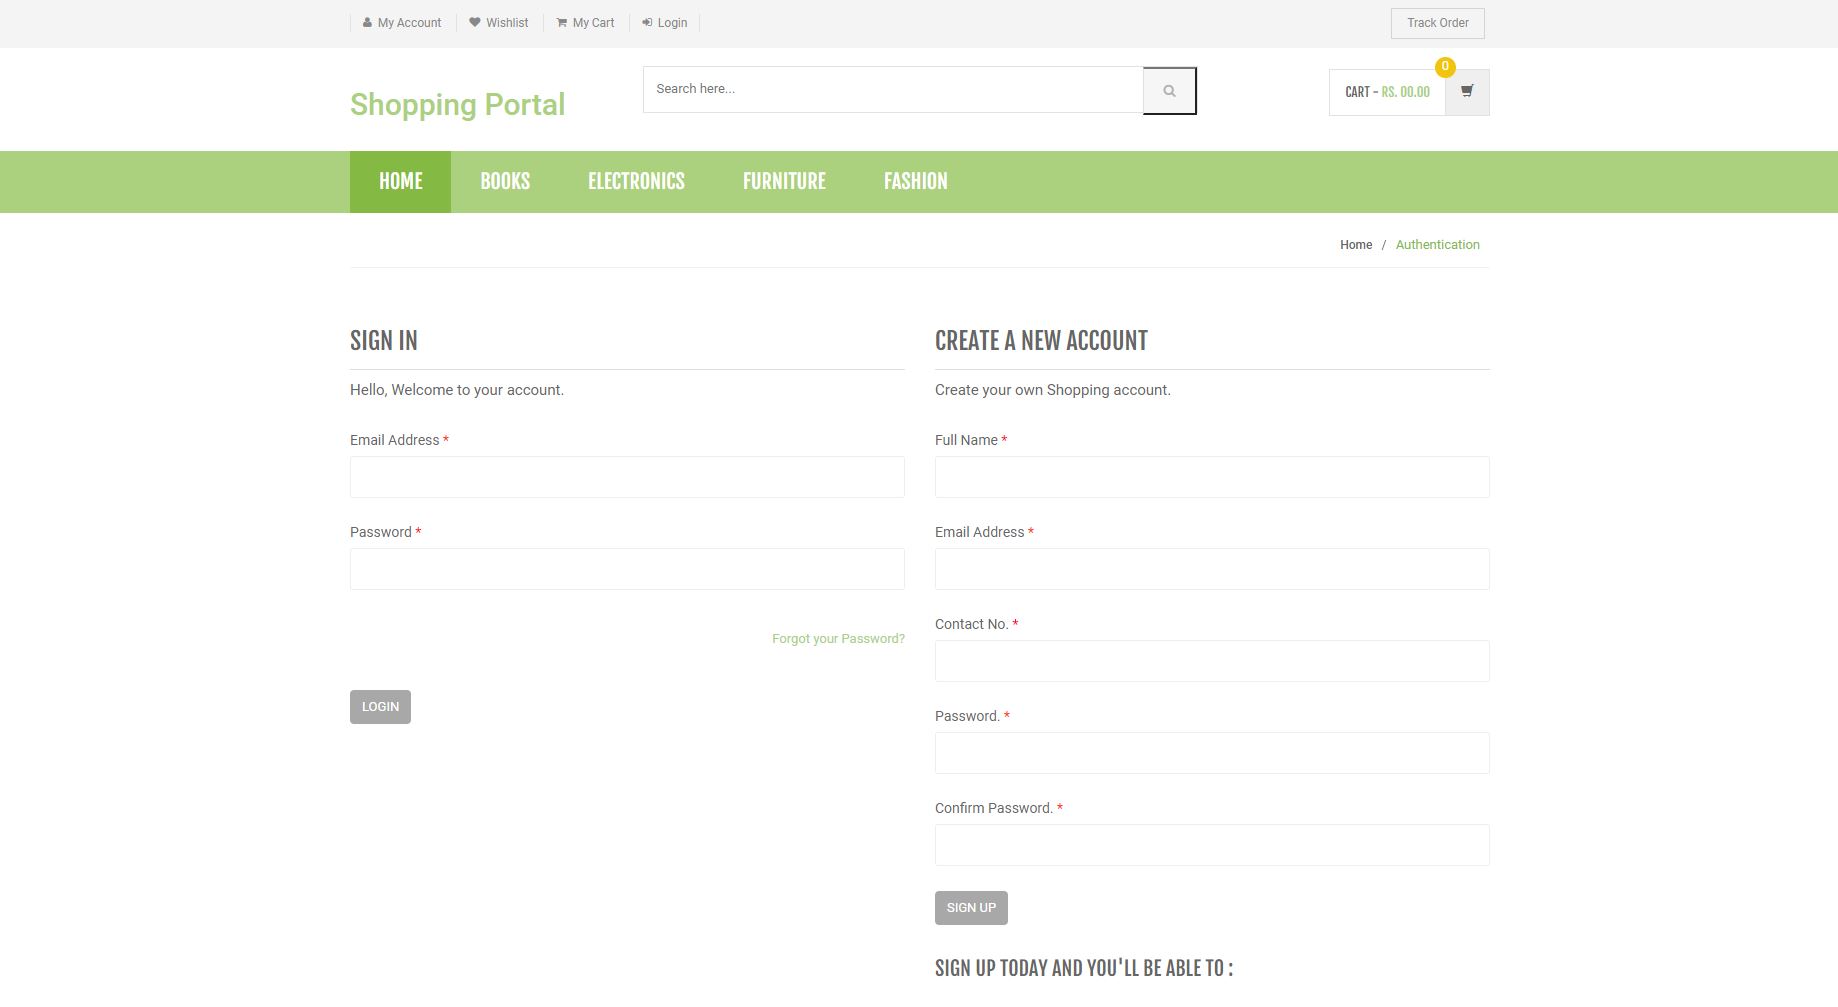 My Account Wishlist My Cart Login Track Order
Shopping Portal
Search here...
0
CART - RS. 00.00
HOME BOOKS ELECTRONICS FURNITURE FASHION
Home / Authentication
SIGN IN
Hello, Welcome to your account.
Email Address *
Password *
Forgot your Password?
LOGIN
CREATE A NEW ACCOUNT
Create your own Shopping account.
Full Name *
Email Address *
Contact No. *
Password. *
Confirm Password. *
SIGN UP
SIGN UP TODAY AND YOU'LL BE ABLE TO :